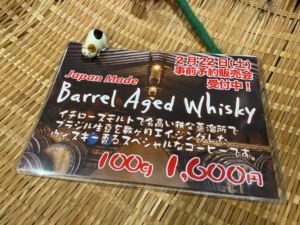 2月22日(土)
事前予約販売会
受付中!
Japan Made
Barrel Aged Whisky
イチローズモルトで名高い秩父蒸溜所で
ブラジル生豆を数ヶ月エイジングした
ウィスキー香るスペシャルなコーヒーです。
100g 1,600円